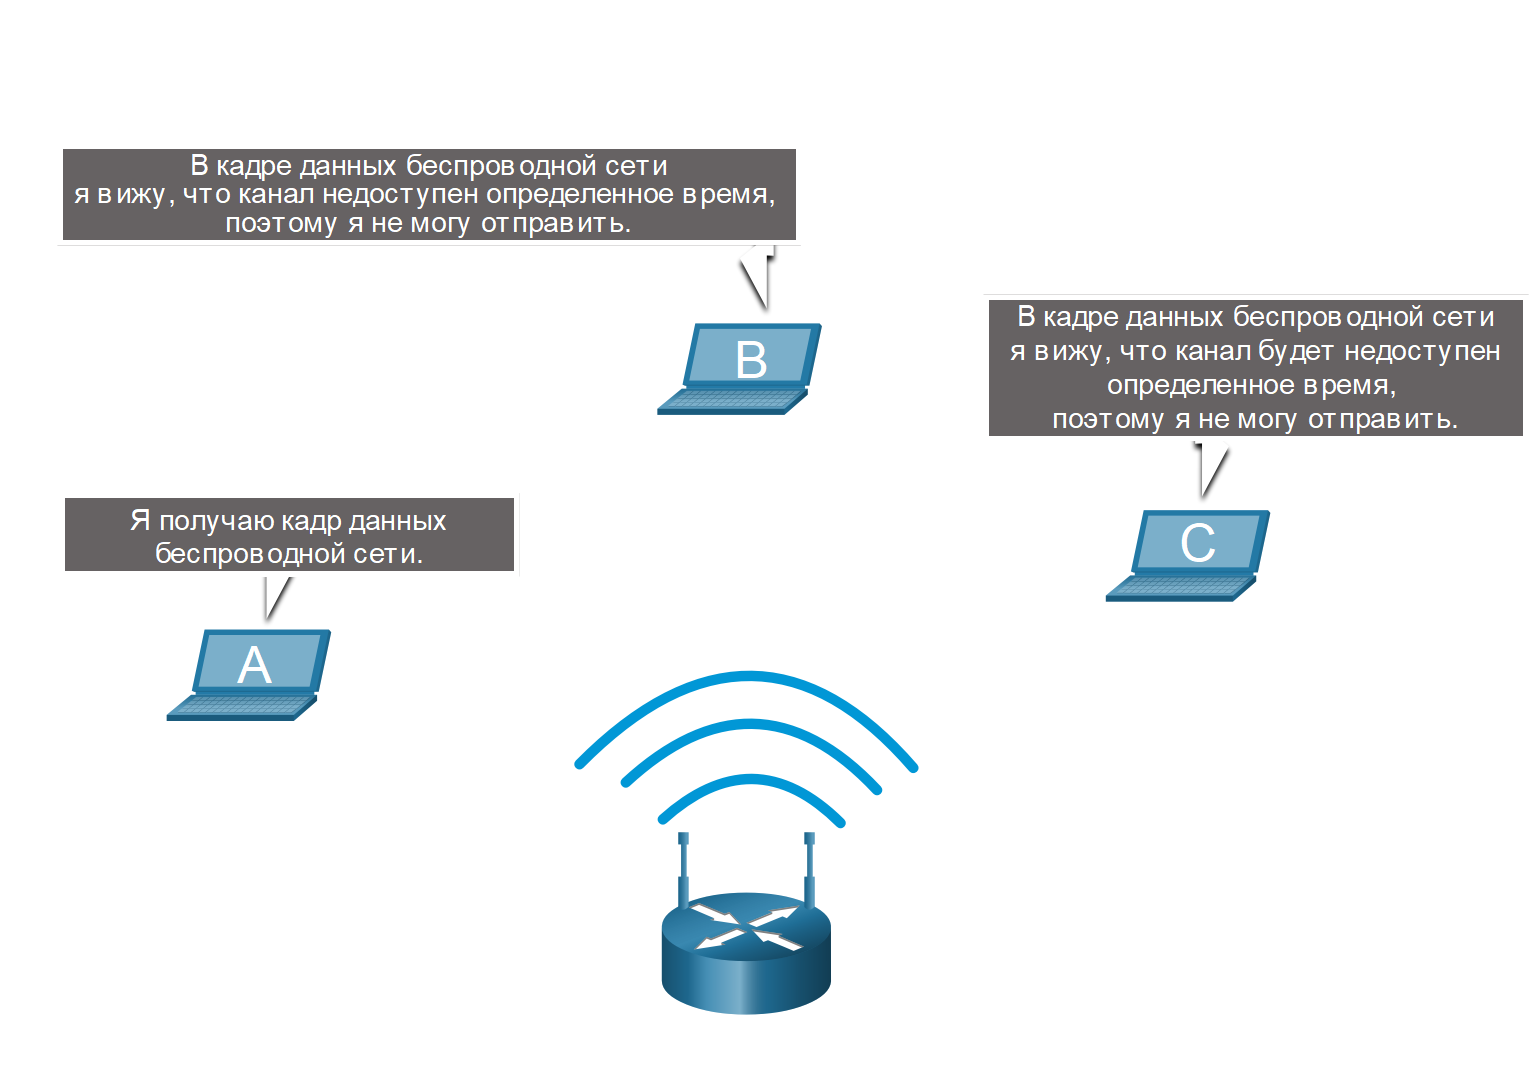 В кадре данных беспроводной сети
я вижу, что канал недоступен определенное время,
поэтому я не могу отправить.
B
В кадре данных беспроводной сети
я вижу, что канал будет недоступен
определенное время,
поэтому я не могу отправить.
C
Я получаю кадр данных
беспроводной сети.
A